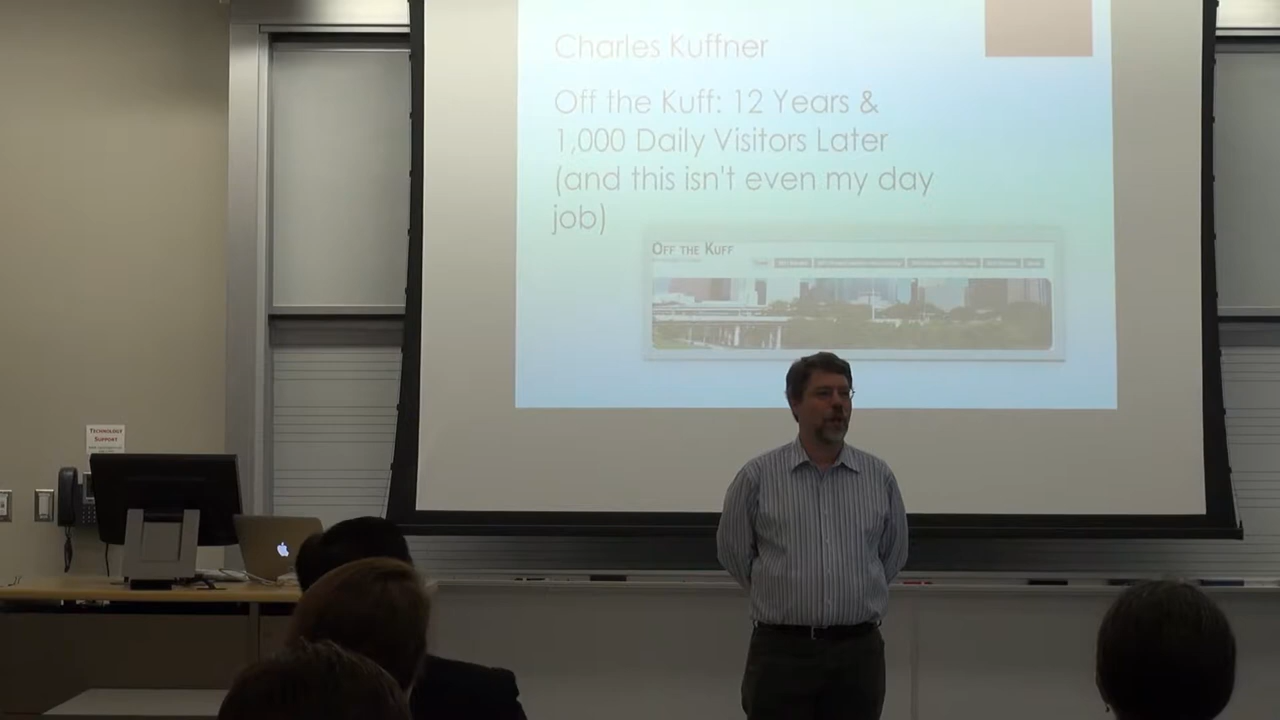 Charles Kuffner
Off the Kuff: 12 Years &
1,000 Daily Visitors Later
(and this isn't even my day
job)
OFF THE KUFF
TECHNOLOGY
SUPPORT